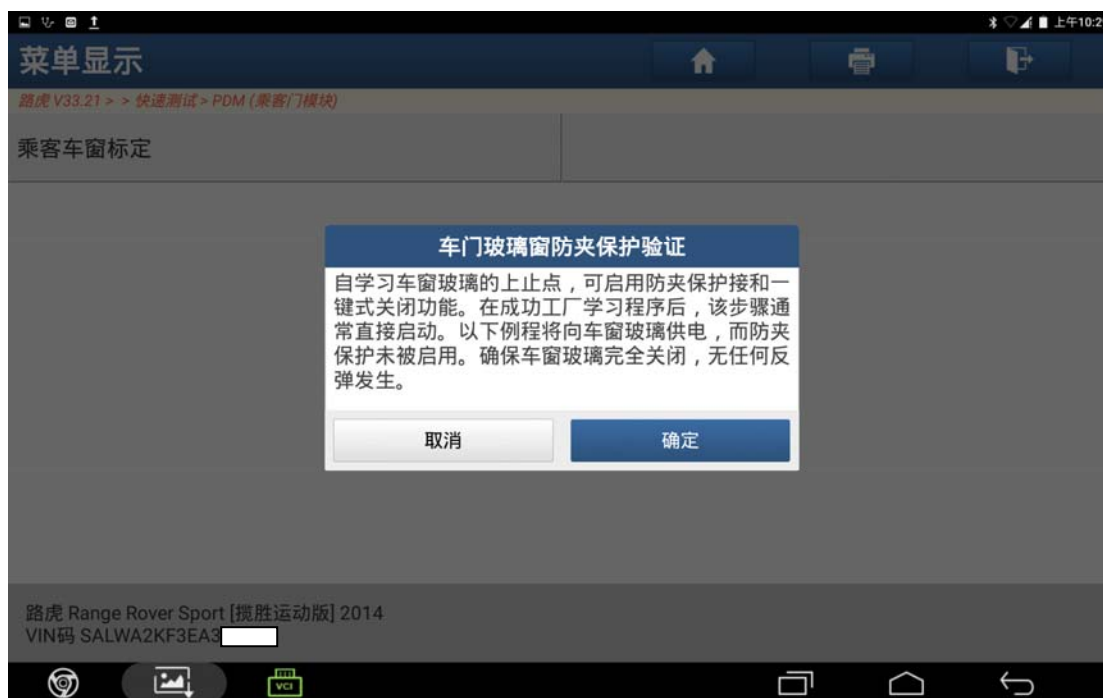 上午10:2
菜单显示
路虎 V33.21 > > 快速测试 > PDM (乘客门模块)
乘客车窗标定
车门玻璃窗防夹保护验证
自学习车窗玻璃的上止点，可启用防夹保护接和一
键式关闭功能。在成功工厂学习程序后，该步骤通
常直接启动。以下例程将向车窗玻璃供电，而防夹
保护未被启用。确保车窗玻璃完全关闭，无任何反
弹发生。
取消
确定
路虎 Range Rover Sport [揽胜运动版] 2014
VIN码 SALWA2KF3EA3
VCI